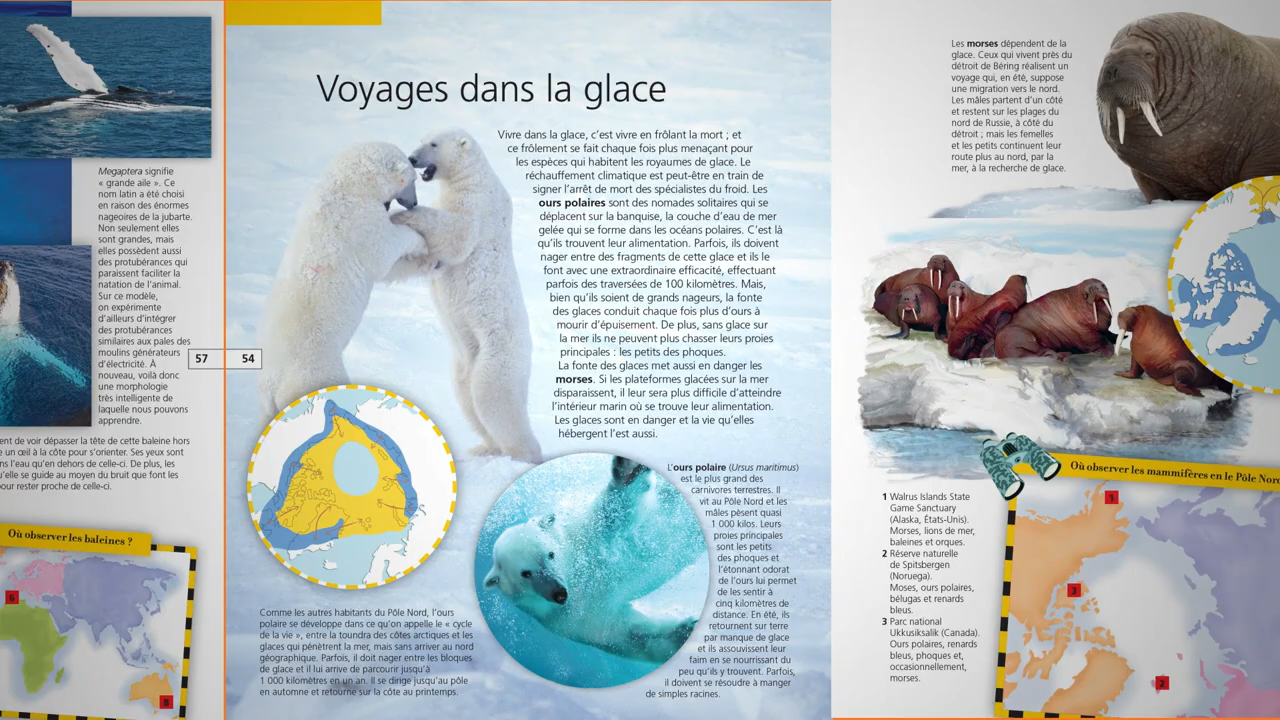 Megaptera signifie
« grande aile ». Ce
nom latin a été choisi
en raison des énormes
nageoires de la jubarte.
Non seulement elles
sont grandes, mais
elles possèdent aussi
des protubérances qui
paraissent faciliter la
natation de l'animal.
Sur ce modèle,
on expérimente
d'ailleurs d'intégrer
des protubérances
similaires aux pales des
moulins générateurs
d'électricité. À
nouveau, voilà donc
une morphologie
très intelligente de
laquelle nous pouvons
apprendre.
ent de voir dépasser la tête de cette baleine hors
e un œil à la côte pour s'orienter. Ses yeux sont
ns l'eau qu'en dehors de celle-ci. De plus, les
u'elle se guide au moyen du bruit que font les
our rester proche de celle-ci.
Où observer les baleines ?
6
8
57
54
Voyages dans la glace
Vivre dans la glace, c'est vivre en frôlant la mort ; et
ce frôlement se fait chaque fois plus menaçant pour
les espèces qui habitent les royaumes de glace. Le
réchauffement climatique est peut-être en train de
signer l'arrêt de mort des spécialistes du froid. Les
ours polaires sont des nomades solitaires qui se
déplacent sur la banquise, la couche d'eau de mer
gelée qui se forme dans les océans polaires. C'est là
qu'ils trouvent leur alimentation. Parfois, ils doivent
nager entre des fragments de cette glace et ils le
font avec une extraordinaire efficacité, effectuant
parfois des traversées de 100 kilomètres. Mais,
bien qu'ils soient de grands nageurs, la fonte
des glaces conduit chaque fois plus d'ours à
mourir d'épuisement. De plus, sans glace sur
la mer ils ne peuvent plus chasser leurs proies
principales : les petits des phoques.
La fonte des glaces met aussi en danger les
morses. Si les plateformes glacées sur la mer
disparaissent, il leur sera plus difficile d'atteindre
l'intérieur marin où se trouve leur alimentation.
Les glaces sont en danger et la vie qu'elles
hébergent l'est aussi.
L'ours polaire (Ursus maritimus)
est le plus grand des
carnivores terrestres. Il
vit au Pôle Nord et les
mâles pèsent quasi
1 000 kilos. Leurs
proies principales
sont les petits
des phoques et
l'étonnant odorat
de l'ours lui permet
de les sentir à
cinq kilomètres de
distance. En été, ils
retournent sur terre
par manque de glace
et ils assouvissent leur
faim en se nourrissant du
peu qu'ils y trouvent. Parfois,
il doivent se résoudre à manger
de simples racines.
Comme les autres habitants du Pôle Nord, l'ours
polaire se développe dans ce qu'on appelle le « cycle
de la vie », entre la toundra des côtes arctiques et les
glaces qui pénètrent la mer, mais sans arriver au nord
géographique. Parfois, il doit nager entre les blocques
de glace et il lui arrive de parcourir jusqu'à
1 000 kilomètres en un an. Il se dirige jusqu'au pôle
en automne et retourne sur la côte au printemps.
Les morses dépendent de la
glace. Ceux qui vivent près du
détroit de Béring réalisent un
voyage qui, en été, suppose
une migration vers le nord.
Les mâles partent d'un côté
et restent sur les plages du
nord de Russie, à côté du
détroit ; mais les femelles
et les petits continuent leur
route plus au nord, par la
mer, à la recherche de glace.
Où observer les mammifères en le Pôle Nor
1 Walrus Islands State
Game Sanctuary
(Alaska, États-Unis).
Morses, lions de mer,
baleines et orques.
2 Réserve naturelle
de Spitsbergen
(Noruega).
Moses, ours polaires,
bélugas et renards
bleus.
3 Parc national
Ukkusiksalik (Canada).
Ours polaires, renards
bleus, phoques et,
occasionnellement,
morses.
1
3
2